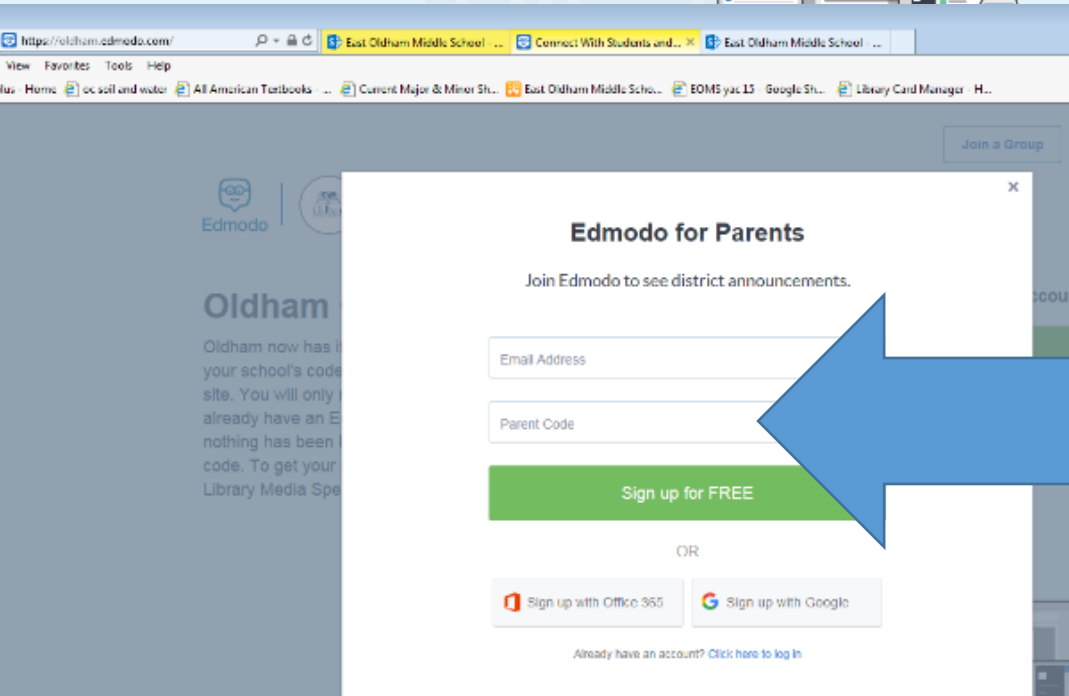 https://oldham.edmodo.com/
East Oldham Middle School - ...
Connect With Students and...
East Oldham Middle School - ...
View Favorites Tools Help
lus - Home
oc soil and water
All American Textbooks - ...
Current Major & Minor Sh...
East Oldham Middle Scho...
EOMS yac 15 - Google Sh...
Library Card Manager - H...
Join a Group
Edmodo
Edmodo for Parents
Join Edmodo to see district announcements.
Oldham
Oldham now has i
your school's code
site. You will only
already have an E
nothing has been
code. To get your
Library Media Spe
ccou
Email Address
Parent Code
Sign up for FREE
OR
Sign up with Office 365
Sign up with Google
Already have an account? Click here to log in